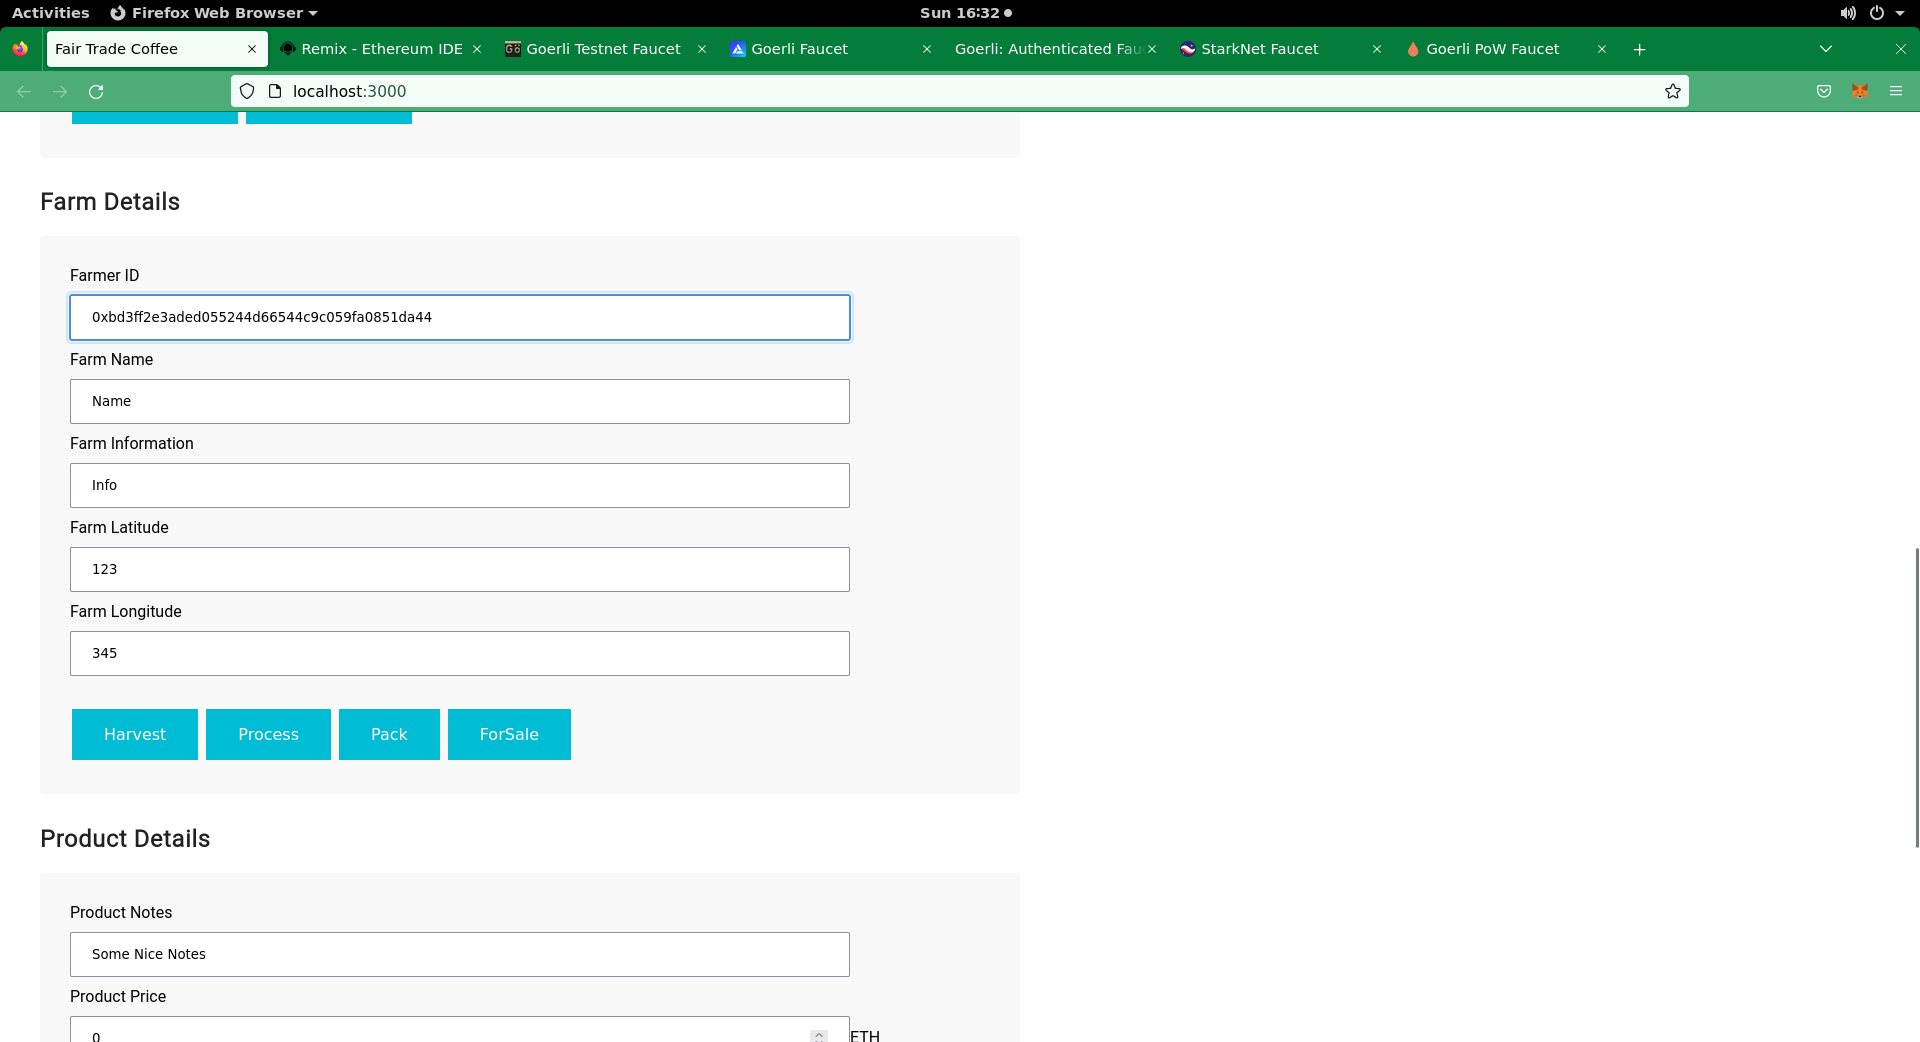 Activities Firefox Web Browser Sun 16:32
Fair Trade Coffee Remix - Ethereum IDE Goerli Testnet Faucet Goerli Faucet Goerli: Authenticated Fau StarkNet Faucet Goerli PoW Faucet
localhost:3000
Farm Details
Farmer ID
0xbd3ff2e3aded055244d66544c9c059fa0851da44
Farm Name
Name
Farm Information
Info
Farm Latitude
123
Farm Longitude
345
Harvest Process Pack ForSale
Product Details
Product Notes
Some Nice Notes
Product Price
0 ETH